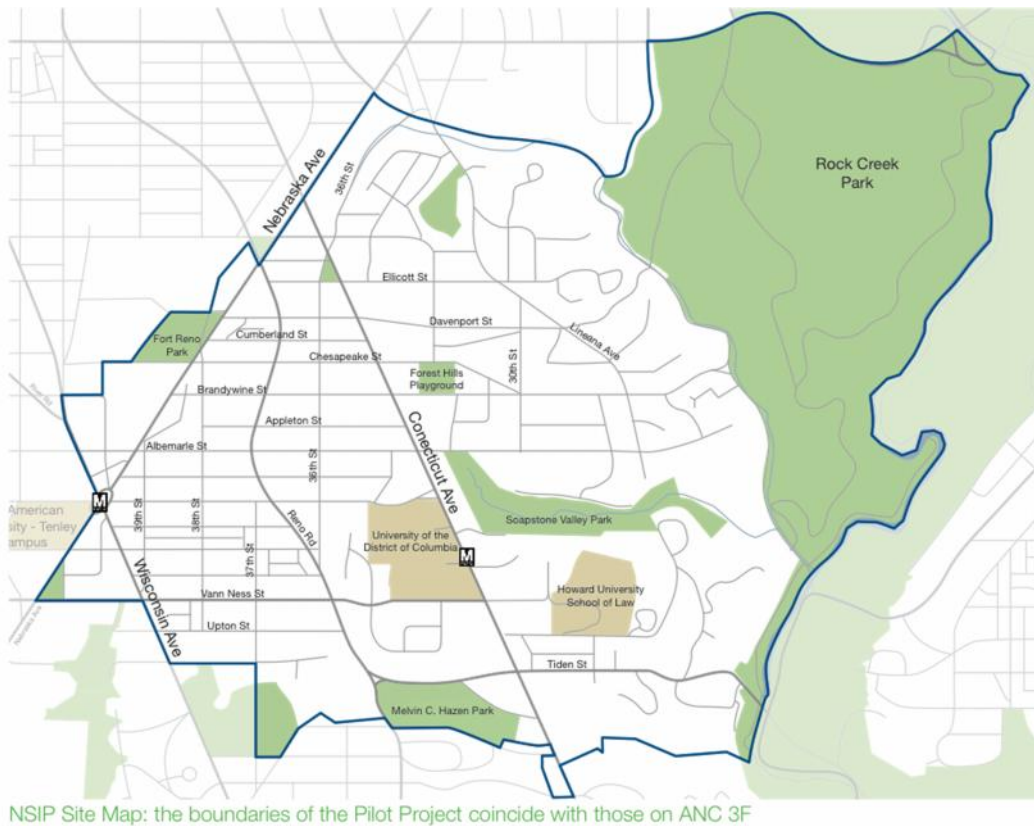 Nebraska Ave
36th St
Rock Creek
Park
Ellicott St
Davenport St
Lineana Ave
Cumberland St
Fort Reno
Park
Chesapeake St
30th St
Forest Hills
Playground
Brandywine St
Appleton St
Conecticut Ave
Albemarle St
36th St
M
39th St
38th St
American
ity - Tenley
ampus
Reno Rd
Soapstone Valley Park
University of the
District of Columbia
M
37th St
Wisconsin Ave
Howard University
School of Law
Vann Ness St
Nebraska Ave
Upton St
Tiden St
Melvin C. Hazen Park
NSIP Site Map: the boundaries of the Pilot Project coincide with those on ANC 3F